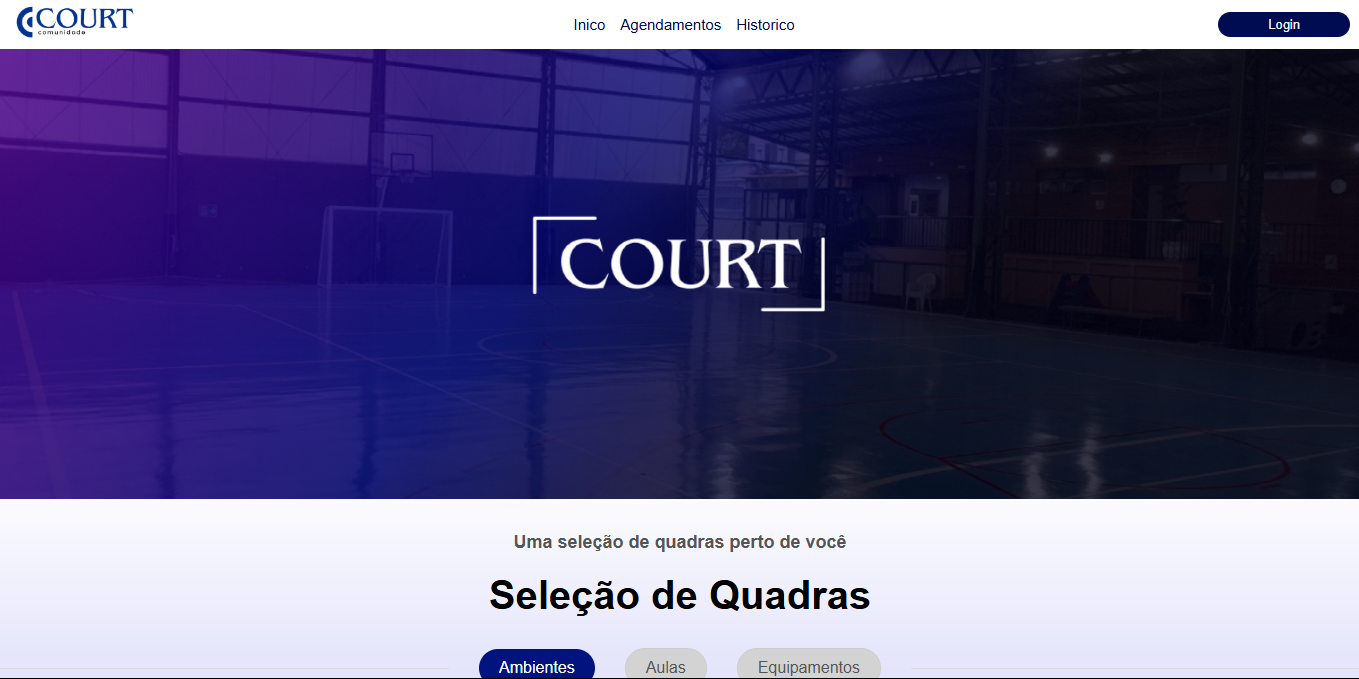 COURT
comunidade
Inico Agendamentos Historico
Login
COURT
Uma seleção de quadras perto de você
Seleção de Quadras
Ambientes Aulas Equipamentos